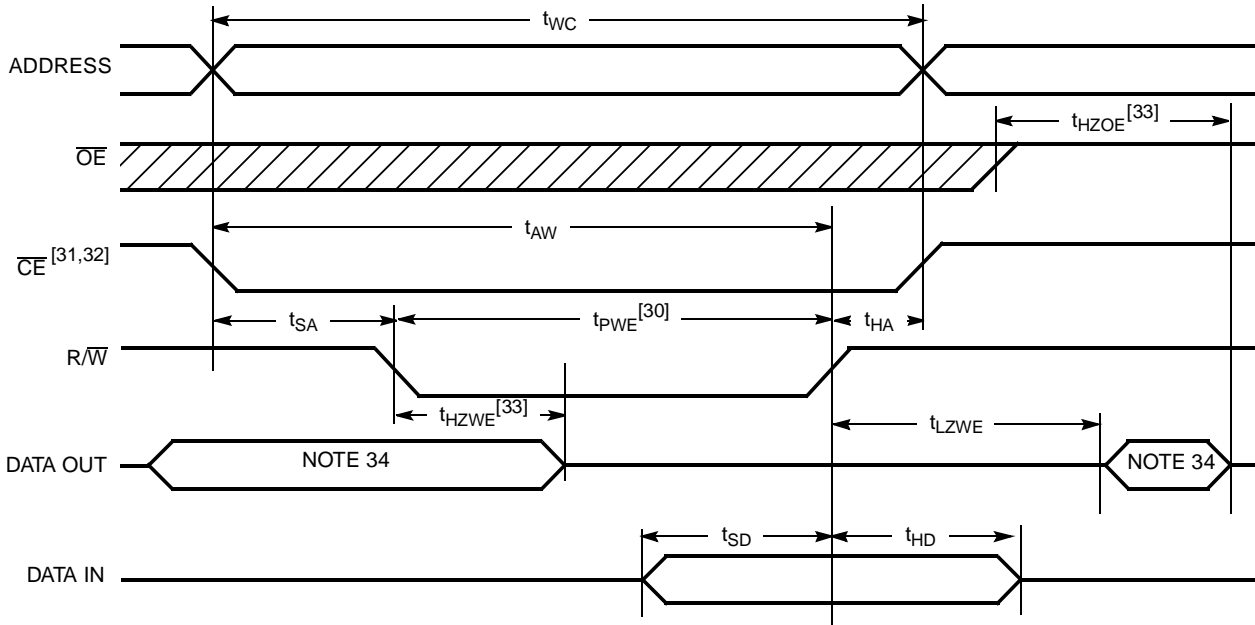 tWC
ADDRESS
tHZOE[33]
OE
tAW
CE [31,32]
tSA
tPWE[30]
tHA
R/W
tHZWE[33]
tLZWE
DATA OUT
NOTE 34
NOTE 34
tSD
tHD
DATA IN